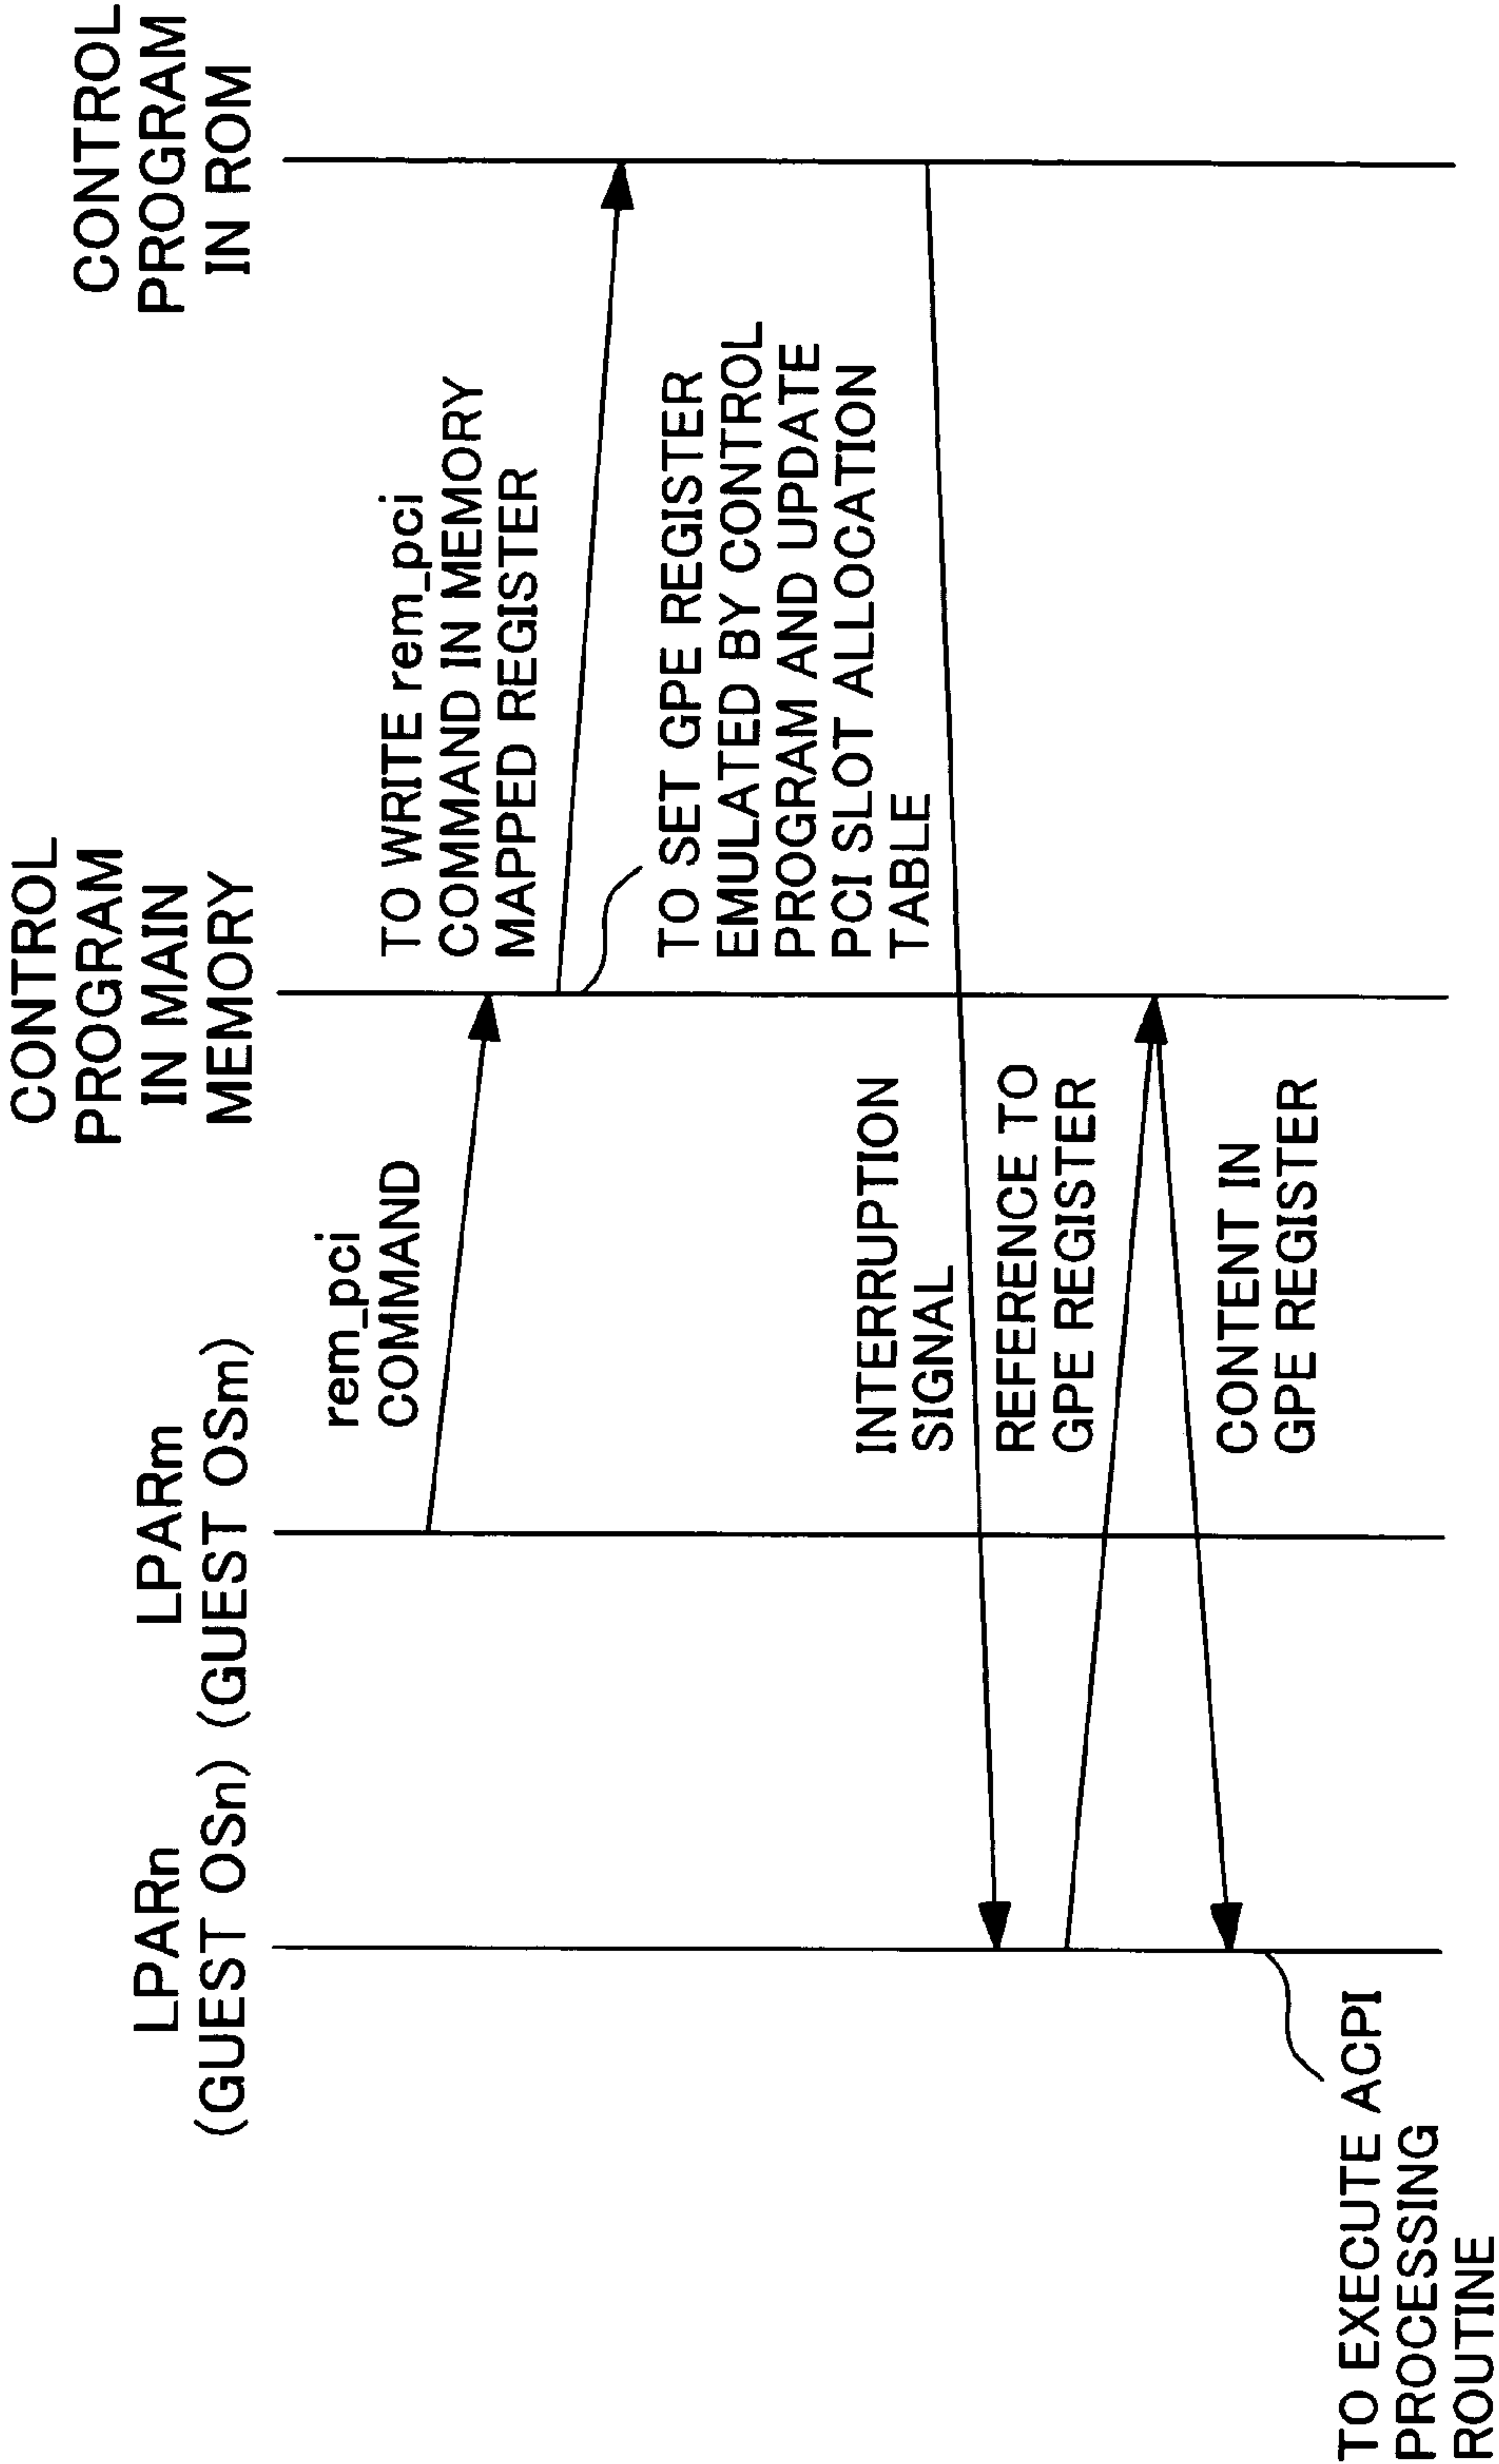 LPARn
(GUEST OSn)
LPARm
(GUEST OSm)
CONTROL
PROGRAM
IN MAIN
MEMORY
CONTROL
PROGRAM
IN ROM
rem_pci
COMMAND
TO WRITE rem_pci
COMMAND IN MEMORY
MAPPED REGISTER
TO SET GPE REGISTER
EMULATED BY CONTROL
PROGRAM AND UPDATE
PCI SLOT ALLOCATION
TABLE
INTERRUPTION
SIGNAL
REFERENCE TO
GPE REGISTER
CONTENT IN
GPE REGISTER
TO EXECUTE ACPI
PROCESSING
ROUTINE